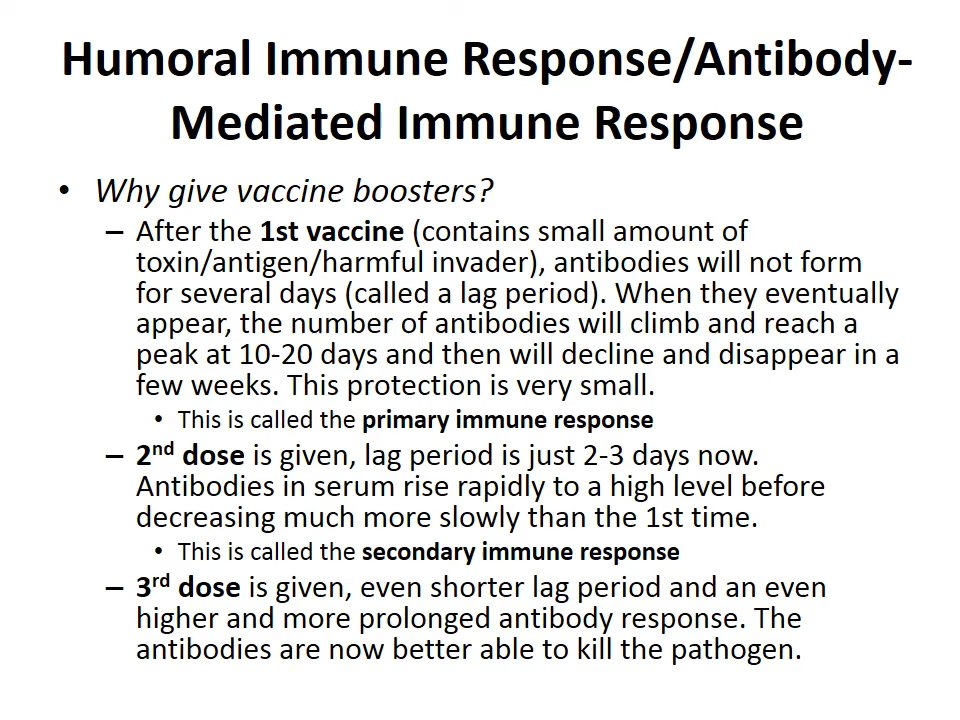 Humoral Immune Response/Antibody-
Mediated Immune Response
• Why give vaccine boosters?
– After the 1st vaccine (contains small amount of
toxin/antigen/harmful invader), antibodies will not form
for several days (called a lag period). When they eventually
appear, the number of antibodies will climb and reach a
peak at 10-20 days and then will decline and disappear in a
few weeks. This protection is very small.
• This is called the primary immune response
– 2nd dose is given, lag period is just 2-3 days now.
Antibodies in serum rise rapidly to a high level before
decreasing much more slowly than the 1st time.
• This is called the secondary immune response
– 3rd dose is given, even shorter lag period and an even
higher and more prolonged antibody response. The
antibodies are now better able to kill the pathogen.